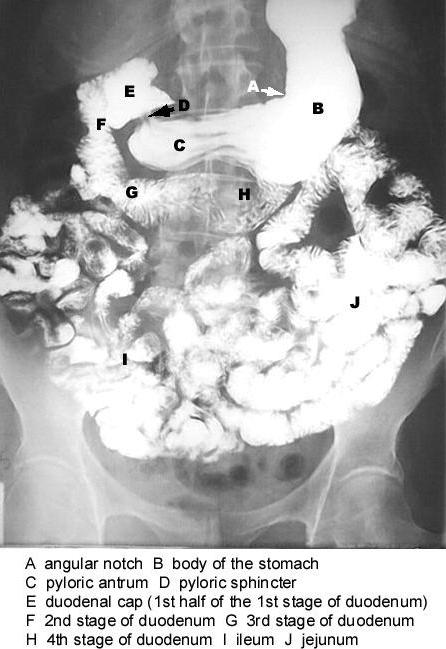 A
B
E
D
F
C
G
H
J
I
A angular notch B body of the stomach
C pyloric antrum D pyloric sphincter
E duodenal cap (1st half of the 1st stage of duodenum)
F 2nd stage of duodenum G 3rd stage of duodenum
H 4th stage of duodenum I ileum J jejunum